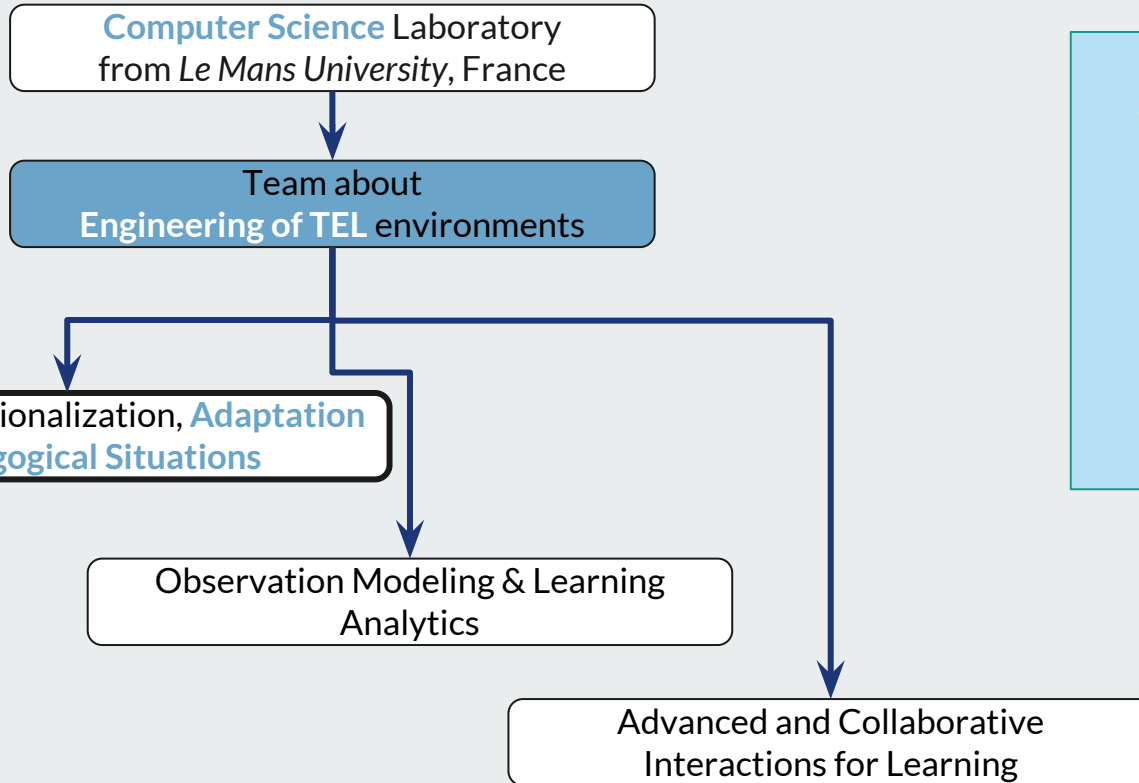 Computer Science Laboratory
from Le Mans University, France
Team about
Engineering of TEL environments
Adaptation
Situations
Observation Modeling & Learning
Analytics
Advanced and Collaborative
Interactions for Learning